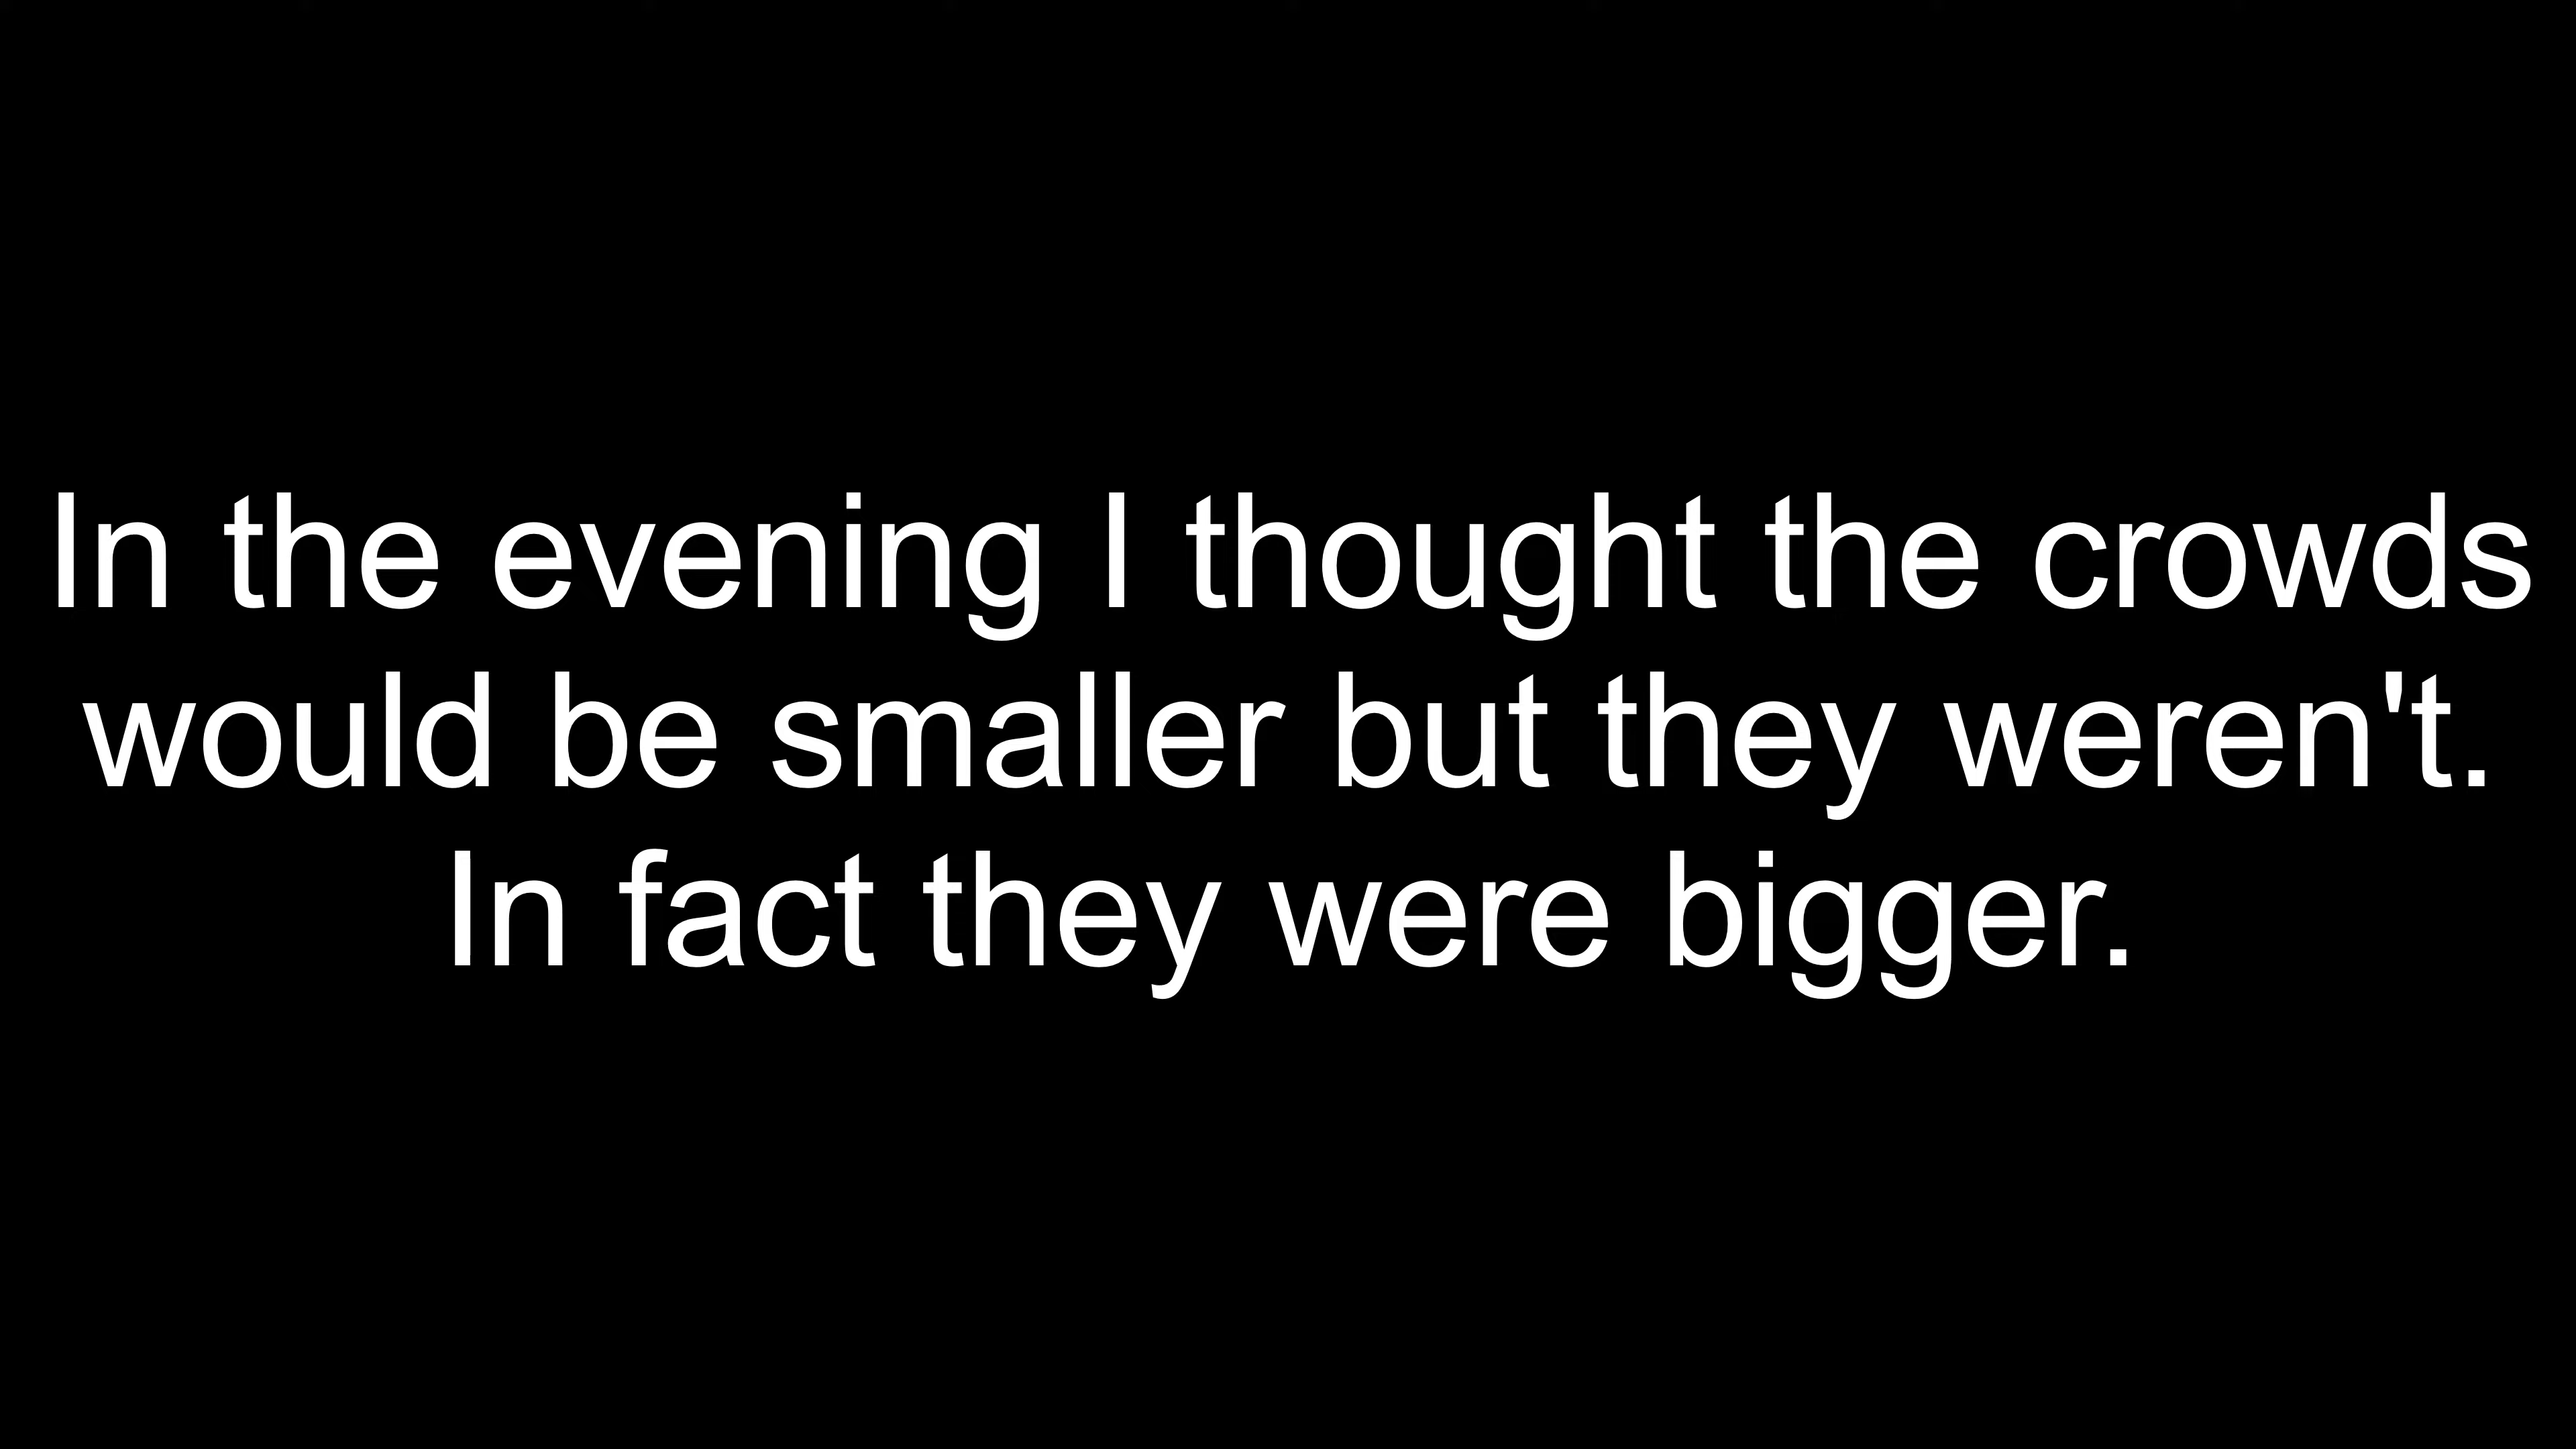 In the evening I thought the crowds
would be smaller but they weren't.
In fact they were bigger.